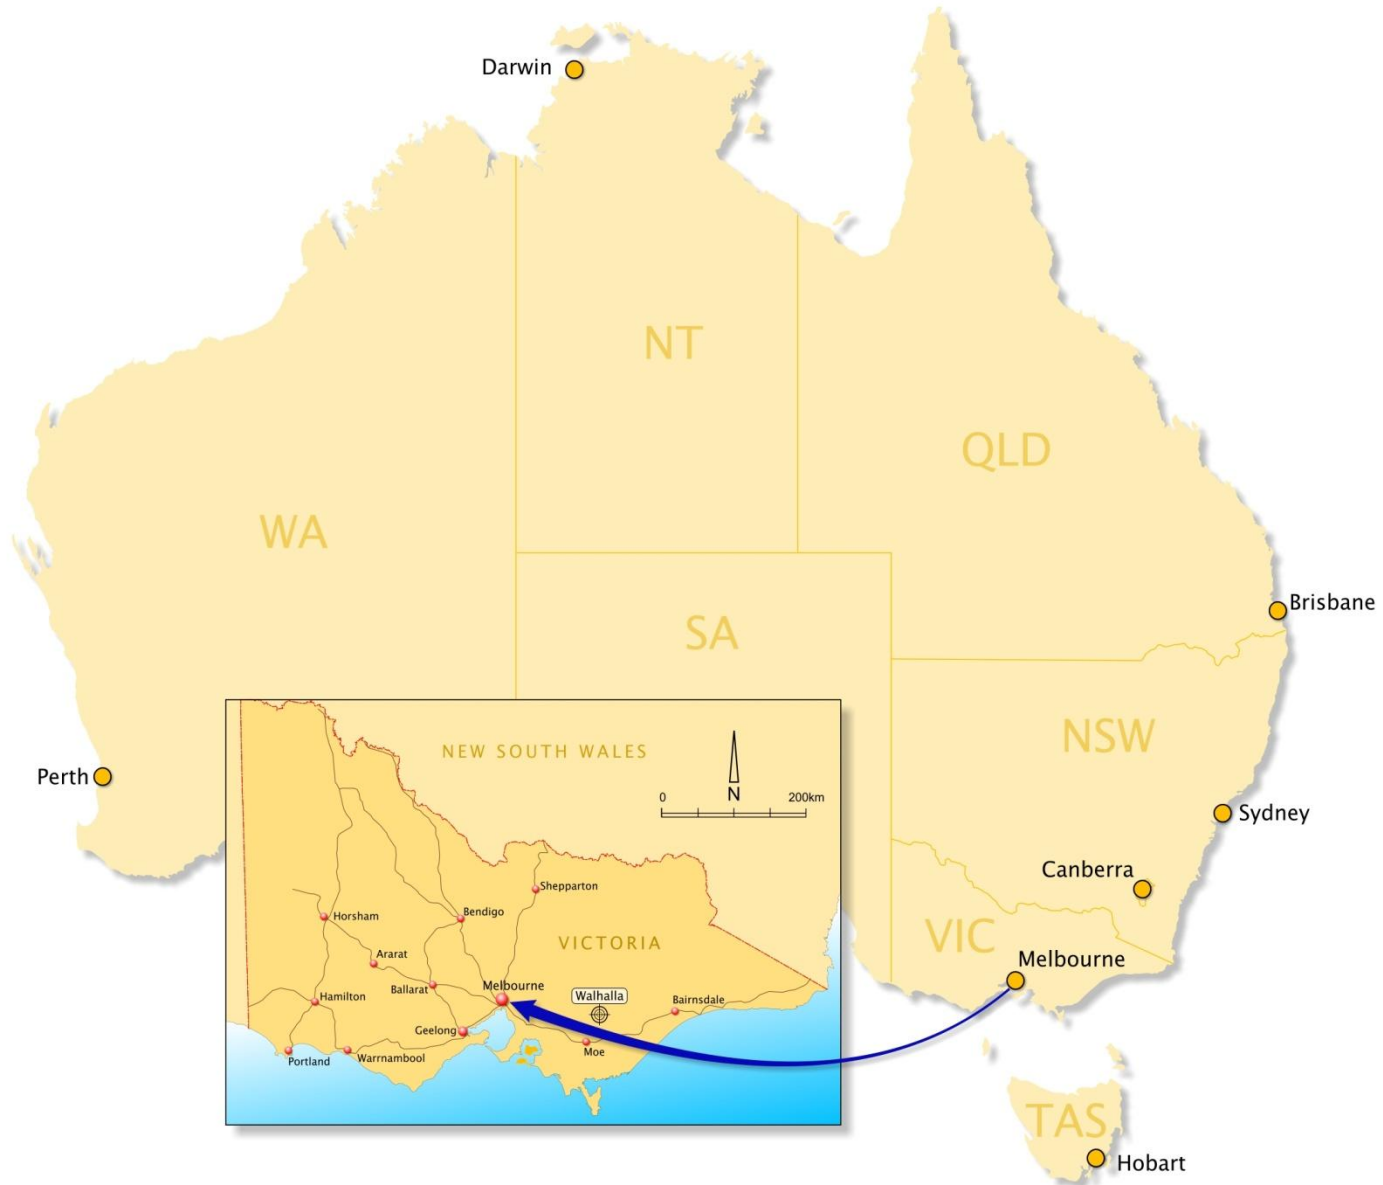 Darwin
NT
QLD
WA
Brisbane
SA
NSW
NEW SOUTH WALES
N
0
200km
Perth
Sydney
Canberra
Shepparton
Horsham
Bendigo
VIC
VICTORIA
Ararat
Melbourne
Melbourne
Ballarat
Hamilton
Walhalla
Bairnsdale
Geelong
Moe
Portland
Warrnambool
TAS
Hobart